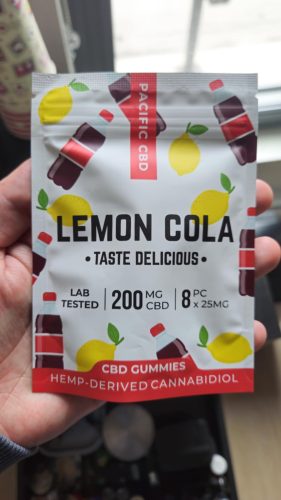 PACIFIC CBD
LEMON COLA
• TASTE DELICIOUS •
LAB
TESTED
200 MG
CBD
8 PC
x 25MG
CBD GUMMIES
HEMP-DERIVED CANNABIDIOL